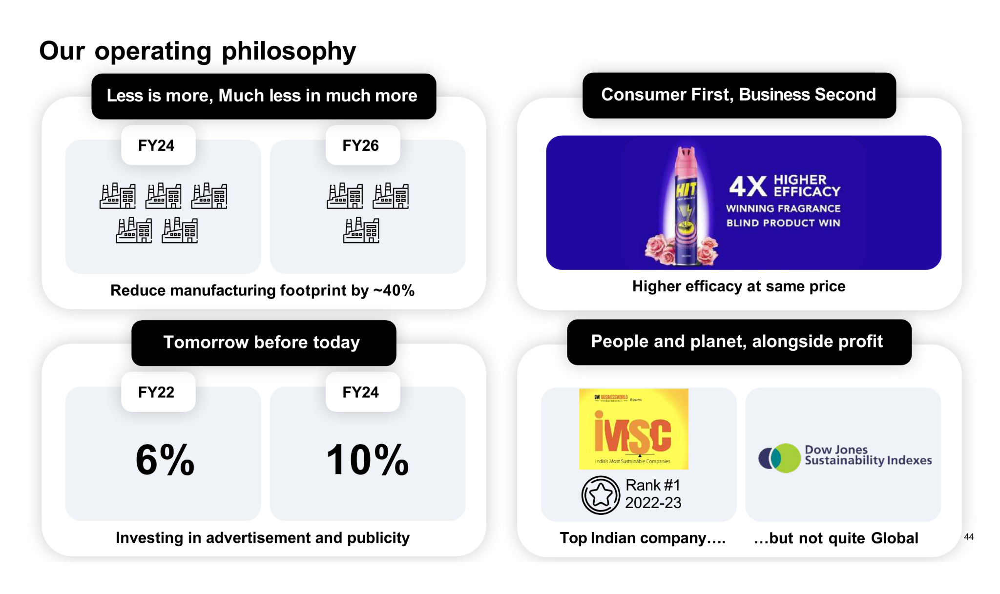 Our operating philosophy
Less is more, Much less in much more
FY24
FY26
Reduce manufacturing footprint by ~40%
Consumer First, Business Second
HIT
4X HIGHER
EFFICACY
WINNING FRAGRANCE
BLIND PRODUCT WIN
Higher efficacy at same price
Tomorrow before today
FY22
FY24
6%
10%
Investing in advertisement and publicity
People and planet, alongside profit
BW BUSINESSWORLD
Presents
iMSC
India's Most Sustainable Companies
Rank #1
2022-23
Dow Jones
Sustainability Indexes
Top Indian company….
…but not quite Global
44